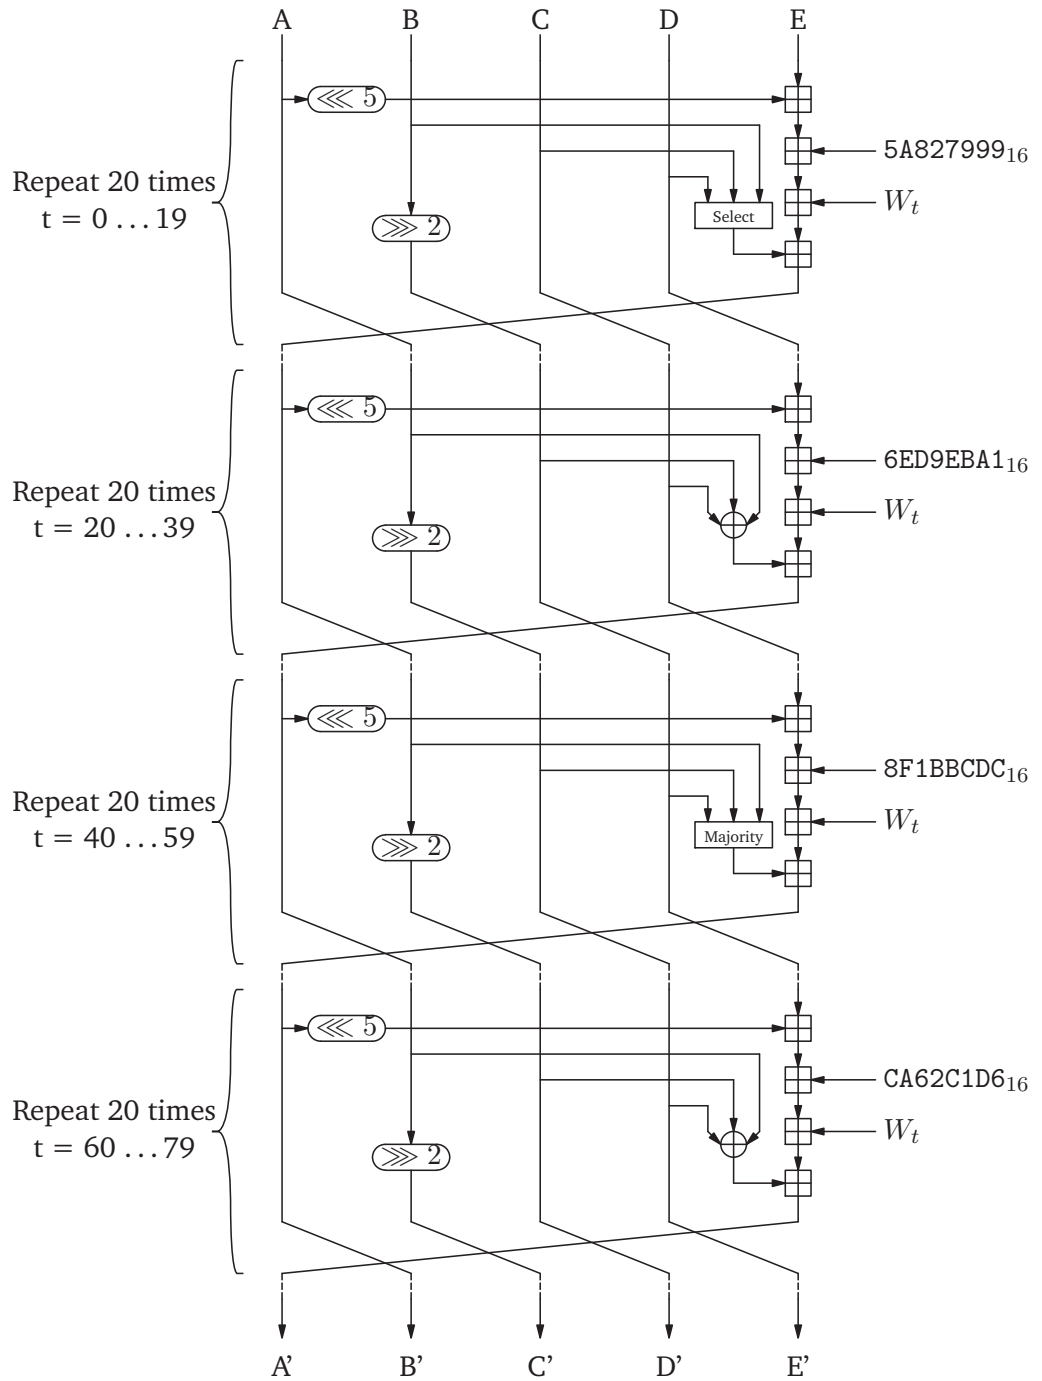 A B C D E
⋘ 5
5A827999₁₆
Repeat 20 times
t = 0 ... 19
W_t
Select
⋙ 2
⋘ 5
6ED9EBA1₁₆
Repeat 20 times
t = 20 ... 39
W_t
⋙ 2
⋘ 5
8F1BBCDC₁₆
Repeat 20 times
t = 40 ... 59
W_t
Majority
⋙ 2
⋘ 5
CA62C1D6₁₆
Repeat 20 times
t = 60 ... 79
W_t
⋙ 2
A' B' C' D' E'